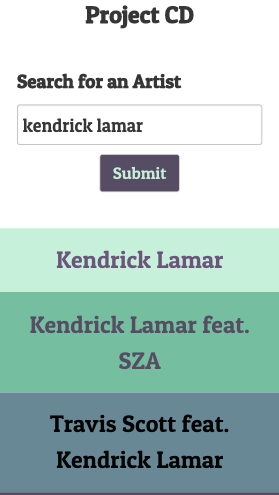 Project CD
Search for an Artist
kendrick lamar
Submit
Kendrick Lamar
Kendrick Lamar feat.
SZA
Travis Scott feat.
Kendrick Lamar